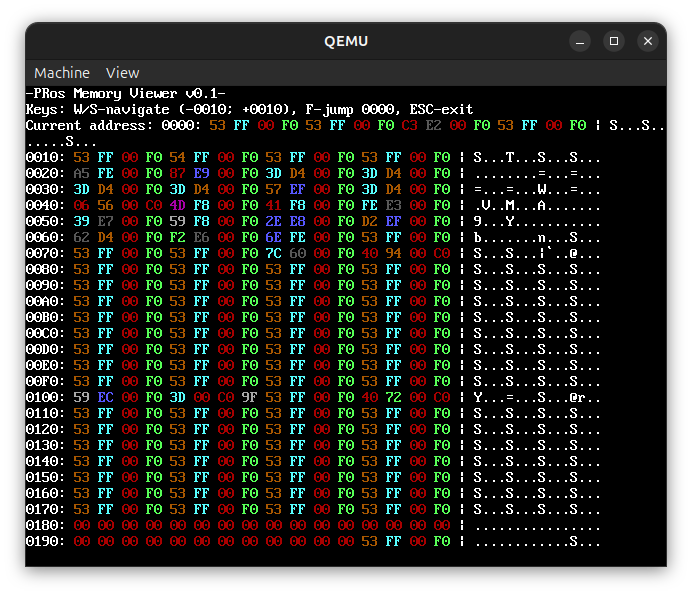 QEMU
Machine View
-PRos Memory Viewer v0.1-
Keys: W/S-navigate (-0010; +0010), F-jump 0000, ESC-exit
Current address: 0000: 53 FF 00 F0 53 FF 00 F0 C3 E2 00 F0 53 FF 00 F0 | S...S..
.....S...
0010: 53 FF 00 F0 54 FF 00 F0 53 FF 00 F0 53 FF 00 F0 | S...T...S...S...
0020: A5 FE 00 F0 87 E9 00 F0 3D D4 00 F0 3D D4 00 F0 | ........=...=...
0030: 3D D4 00 F0 3D D4 00 F0 57 EF 00 F0 3D D4 00 F0 | =...=...W...=...
0040: 06 56 00 C0 4D F8 00 F0 41 F8 00 F0 FE E3 00 F0 | .V..M...A.......
0050: 39 E7 00 F0 59 F8 00 F0 2E E8 00 F0 D2 EF 00 F0 | 9...Y...........
0060: 62 D4 00 F0 F2 E6 00 F0 6E FE 00 F0 53 FF 00 F0 | b.......n...S...
0070: 53 FF 00 F0 53 FF 00 F0 7C 60 00 F0 40 94 00 C0 | S...S...|`..@...
0080: 53 FF 00 F0 53 FF 00 F0 53 FF 00 F0 53 FF 00 F0 | S...S...S...S...
0090: 53 FF 00 F0 53 FF 00 F0 53 FF 00 F0 53 FF 00 F0 | S...S...S...S...
00A0: 53 FF 00 F0 53 FF 00 F0 53 FF 00 F0 53 FF 00 F0 | S...S...S...S...
00B0: 53 FF 00 F0 53 FF 00 F0 53 FF 00 F0 53 FF 00 F0 | S...S...S...S...
00C0: 53 FF 00 F0 53 FF 00 F0 53 FF 00 F0 53 FF 00 F0 | S...S...S...S...
00D0: 53 FF 00 F0 53 FF 00 F0 53 FF 00 F0 53 FF 00 F0 | S...S...S...S...
00E0: 53 FF 00 F0 53 FF 00 F0 53 FF 00 F0 53 FF 00 F0 | S...S...S...S...
00F0: 53 FF 00 F0 53 FF 00 F0 53 FF 00 F0 53 FF 00 F0 | S...S...S...S...
0100: 59 EC 00 F0 3D 00 C0 9F 53 FF 00 F0 40 72 00 C0 | Y...=...S...@r..
0110: 53 FF 00 F0 53 FF 00 F0 53 FF 00 F0 53 FF 00 F0 | S...S...S...S...
0120: 53 FF 00 F0 53 FF 00 F0 53 FF 00 F0 53 FF 00 F0 | S...S...S...S...
0130: 53 FF 00 F0 53 FF 00 F0 53 FF 00 F0 53 FF 00 F0 | S...S...S...S...
0140: 53 FF 00 F0 53 FF 00 F0 53 FF 00 F0 53 FF 00 F0 | S...S...S...S...
0150: 53 FF 00 F0 53 FF 00 F0 53 FF 00 F0 53 FF 00 F0 | S...S...S...S...
0160: 53 FF 00 F0 53 FF 00 F0 53 FF 00 F0 53 FF 00 F0 | S...S...S...S...
0170: 53 FF 00 F0 53 FF 00 F0 53 FF 00 F0 53 FF 00 F0 | S...S...S...S...
0180: 00 00 00 00 00 00 00 00 00 00 00 00 00 00 00 00 | ................
0190: 00 00 00 00 00 00 00 00 00 00 00 00 53 FF 00 F0 | ............S...